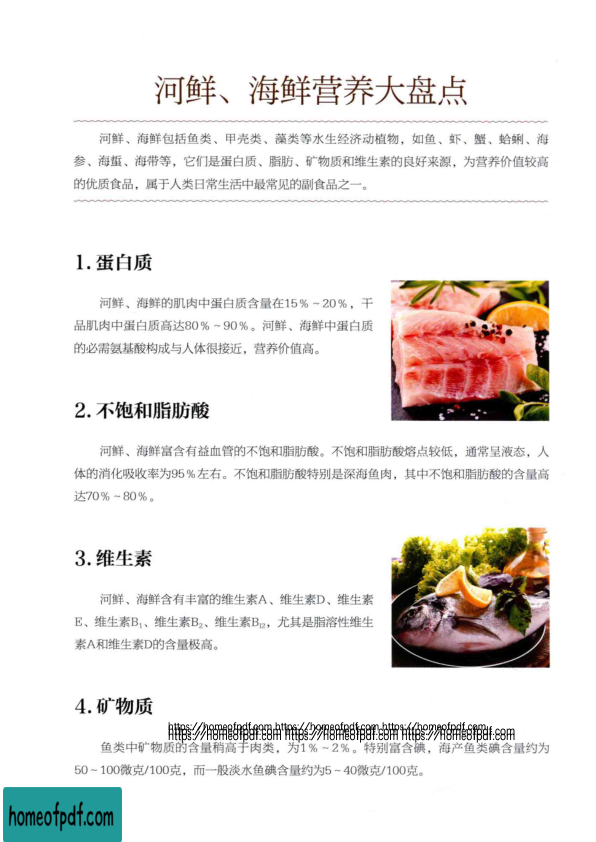 河鲜、海鲜营养大盘点
河鲜、海鲜包括鱼类、甲壳类、藻类等水生经济动植物，如鱼、虾、蟹、蛤蜊、海
参、海蜇、海带等，它们是蛋白质、脂肪、矿物质和维生素的良好来源，为营养价值较高
的优质食品，属于人类日常生活中最常见的副食品之一。
1. 蛋白质
河鲜、海鲜的肌肉中蛋白质含量在15％～20％，干
品肌肉中蛋白质高达80％～90％。河鲜、海鲜中蛋白质
的必需氨基酸构成与人体很接近，营养价值高。
2. 不饱和脂肪酸
河鲜、海鲜富含有益血管的不饱和脂肪酸。不饱和脂肪酸熔点较低，通常呈液态，人
体的消化吸收率为95％左右。不饱和脂肪酸特别是深海鱼肉，其中不饱和脂肪酸的含量高
达70％～80％。
3. 维生素
河鲜、海鲜含有丰富的维生素A、维生素D、维生素
E、维生素B₁、维生素B₂、维生素B₁₂，尤其是脂溶性维生
素A和维生素D的含量极高。
4. 矿物质
https://homeofpdf.com https://homeofpdf.com https://homeofpdf.com
https://homeofpdf.com https://homeofpdf.com https://homeofpdf.com
鱼类中矿物质的含量稍高于肉类，为1％～2％。特别富含碘，海产鱼类碘含量约为
50～100微克/100克，而一般淡水鱼碘含量约为5～40微克/100克。
homeofpdf.com